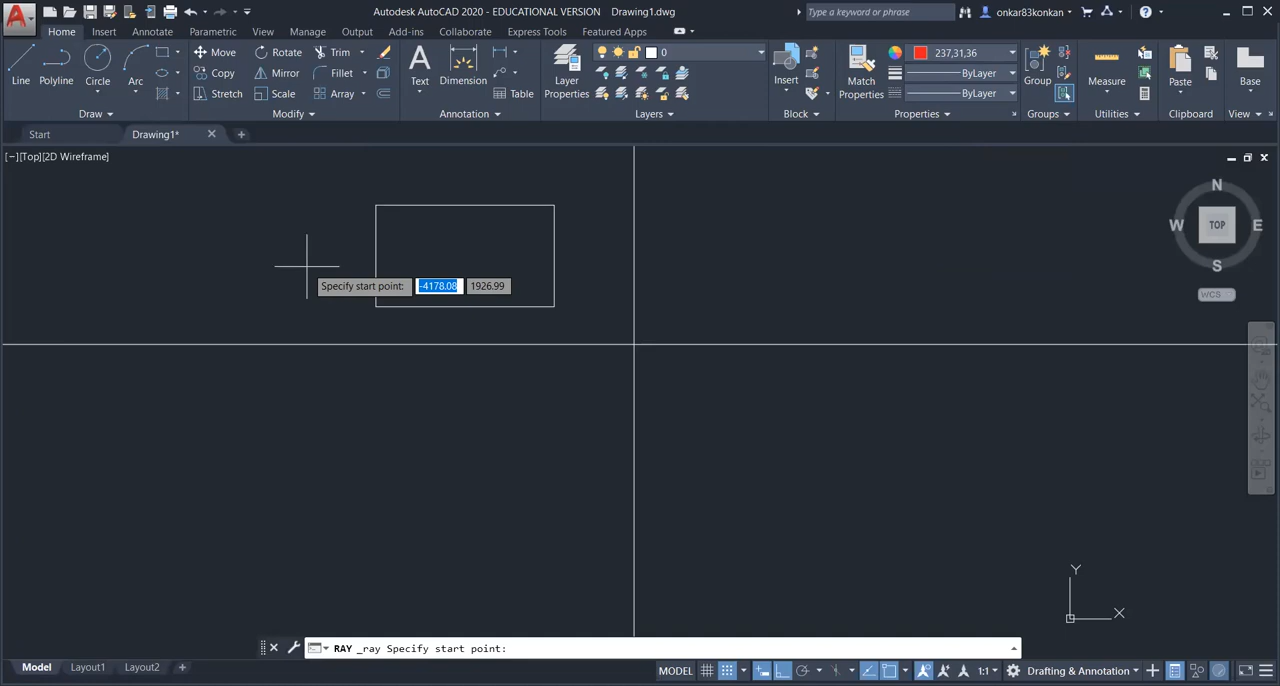 Autodesk AutoCAD 2020 - EDUCATIONAL VERSION Drawing1.dwg
Type a keyword or phrase
onkar83konkan
Home Insert Annotate Parametric View Manage Output Add-ins Collaborate Express Tools Featured Apps
Line Polyline Circle Arc
Move Rotate Trim
Copy Mirror Fillet
Stretch Scale Array
Text Dimension
Table
Layer
Properties
0
Insert
Match
Properties
237,31,36
ByLayer
ByLayer
Group
Measure
Paste
Base
Draw Modify Annotation Layers Block Properties Groups Utilities Clipboard View
Start Drawing1*
[−][Top][2D Wireframe]
N
W TOP E
S
WCS
Specify start point: -4178.08 1926.99
Y
X
RAY _ray Specify start point:
Model Layout1 Layout2
MODEL 1:1 Drafting & Annotation